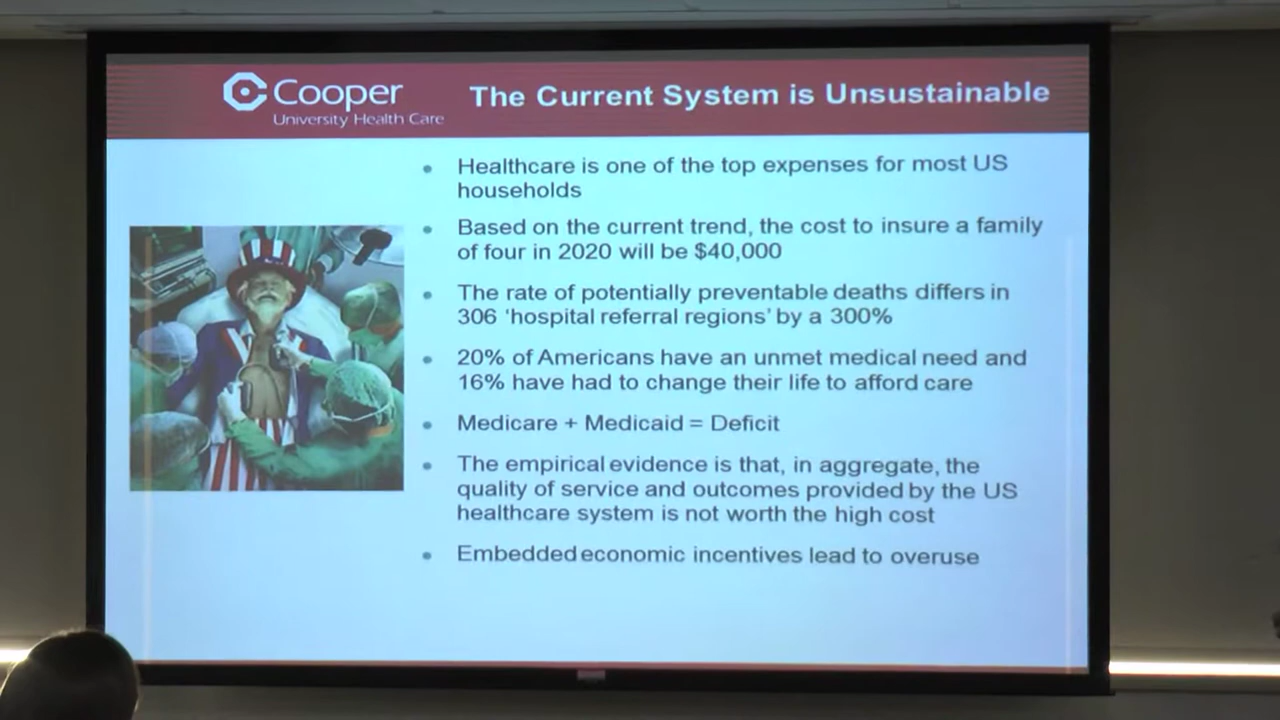 Cooper
University Health Care
The Current System is Unsustainable
Healthcare is one of the top expenses for most US
households
Based on the current trend, the cost to insure a family
of four in 2020 will be $40,000
The rate of potentially preventable deaths differs in
306 ‘hospital referral regions’ by a 300%
20% of Americans have an unmet medical need and
16% have had to change their life to afford care
Medicare + Medicaid = Deficit
The empirical evidence is that, in aggregate, the
quality of service and outcomes provided by the US
healthcare system is not worth the high cost
Embedded economic incentives lead to overuse